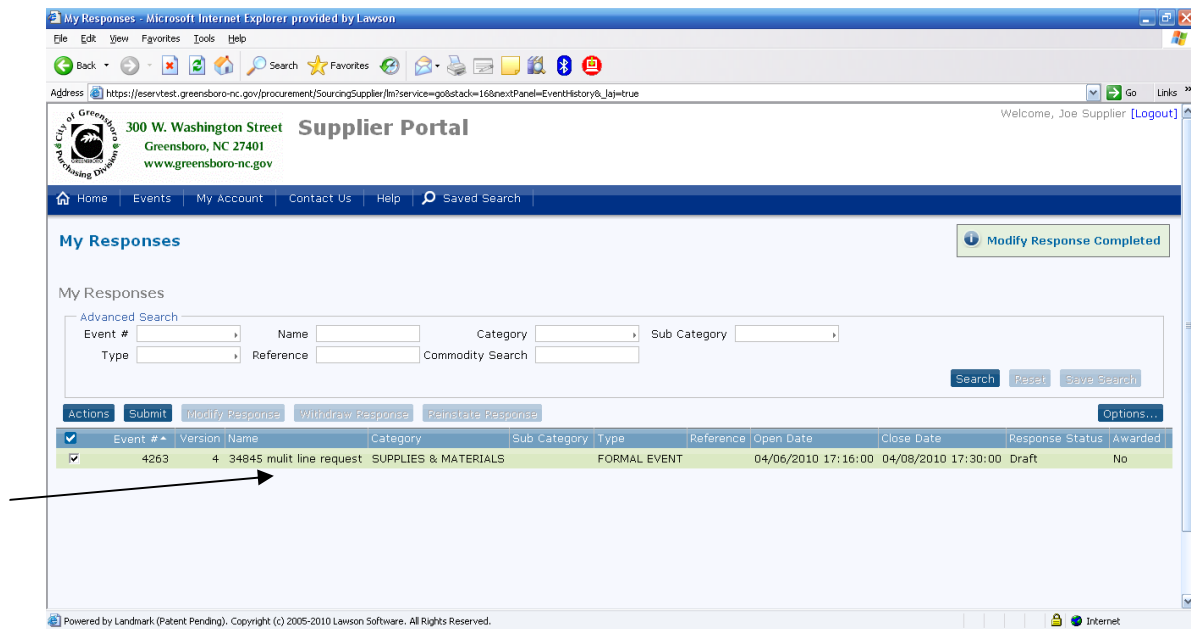 My Responses - Microsoft Internet Explorer provided by Lawson
File Edit View Favorites Tools Help
Back Search Favorites
Address https://eservtest.greensboro-nc.gov/procurement/SourcingSupplier/lm?service=go&stack=16&nextPanel=EventHistory&_laj=true Go Links »
City of Greensboro
Purchasing Division
GREENSBORO
300 W. Washington Street
Greensboro, NC 27401
www.greensboro-nc.gov
Supplier Portal
Welcome, Joe Supplier [Logout]
Home Events My Account Contact Us Help Saved Search
My Responses
Modify Response Completed
My Responses
Advanced Search
Event # Name Category Sub Category
Type Reference Commodity Search
Search Reset Save Search
Actions Submit Modify Response Withdraw Response Reinstate Response Options...
Event # Version Name Category Sub Category Type Reference Open Date Close Date Response Status Awarded
4263 4 34845 mulit line request SUPPLIES & MATERIALS FORMAL EVENT 04/06/2010 17:16:00 04/08/2010 17:30:00 Draft No
Powered by Landmark (Patent Pending). Copyright (c) 2005-2010 Lawson Software. All Rights Reserved. Internet